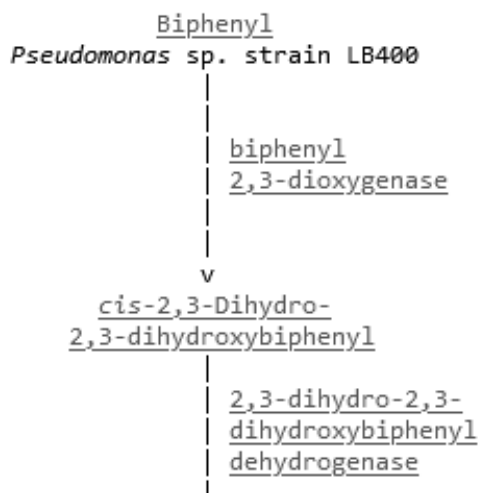 Biphenyl
Pseudomonas sp. strain LB400
biphenyl
2,3-dioxygenase
v
cis-2,3-Dihydro-
2,3-dihydroxybiphenyl
2,3-dihydro-2,3-
dihydroxybiphenyl
dehydrogenase